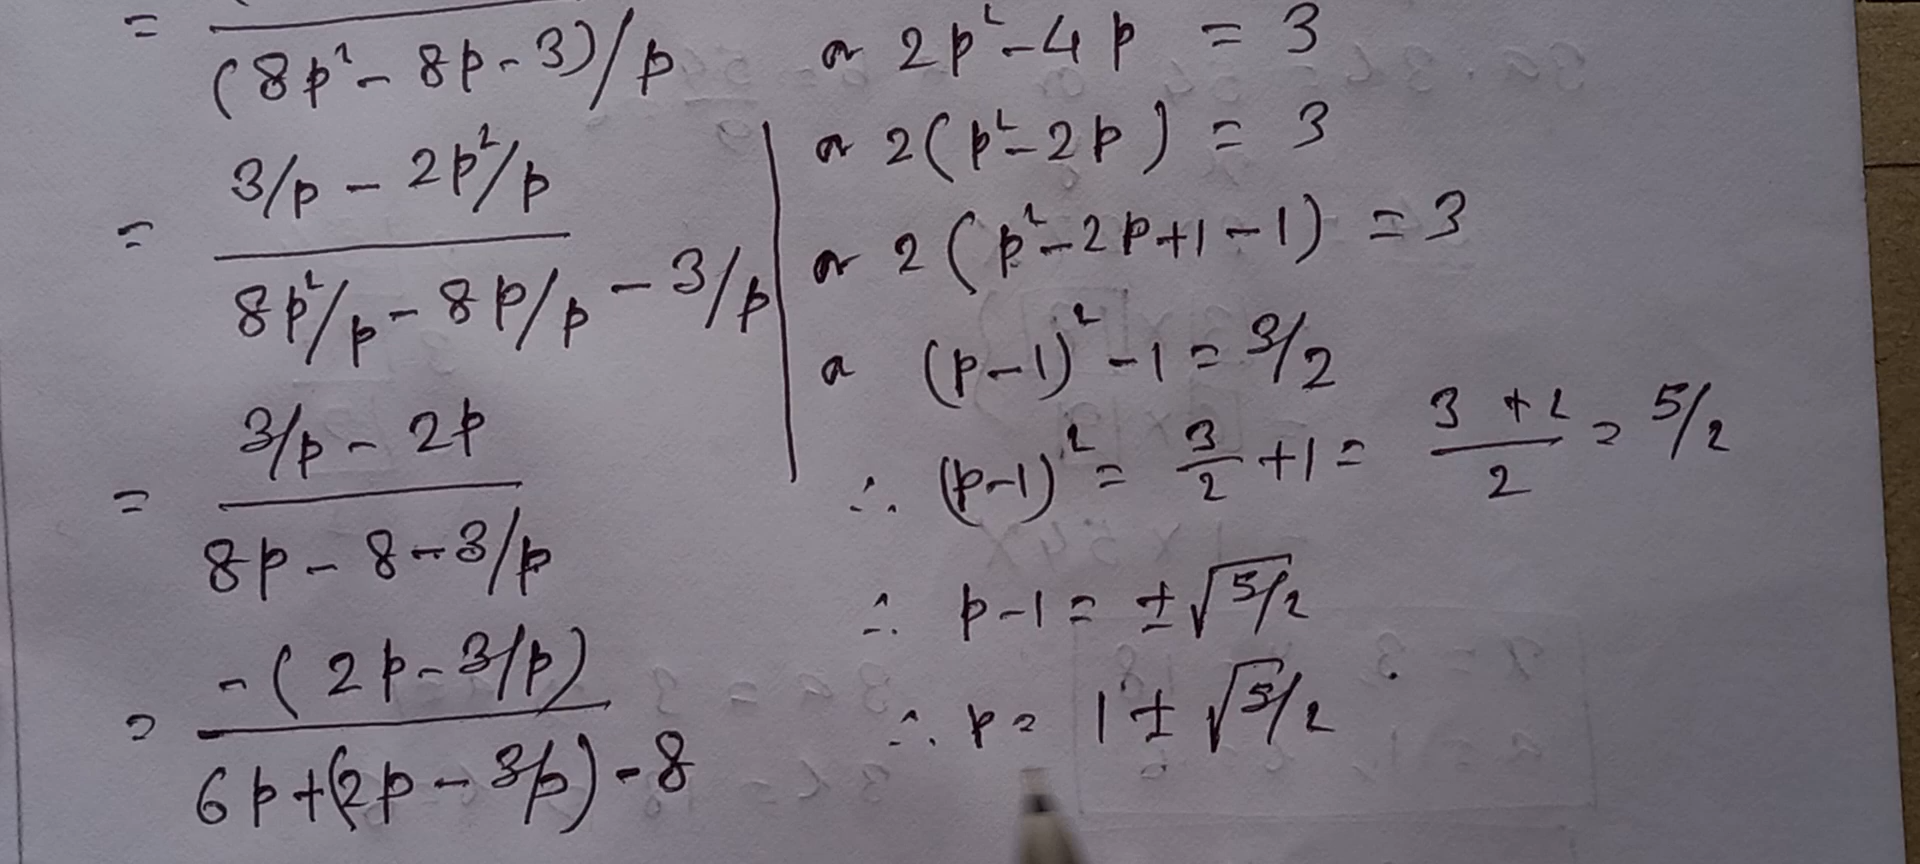 =
(8p² - 8p - 3)/p
= 3/p - 2p²/p
8p²/p - 8p/p - 3/p
= 3/p - 2p
8p - 8 - 3/p
= -(2p - 3/p)
6p + (2p - 3/p) - 8
or 2p² - 4p = 3
or 2(p² - 2p) = 3
or 2(p² - 2p + 1 - 1) = 3
or (p - 1)² - 1 = 3/2
∴ (p - 1)² = 3/2 + 1 = 3 + 2 / 2 = 5/2
∴ p - 1 = ± √5/2
∴ p = 1 ± √5/2